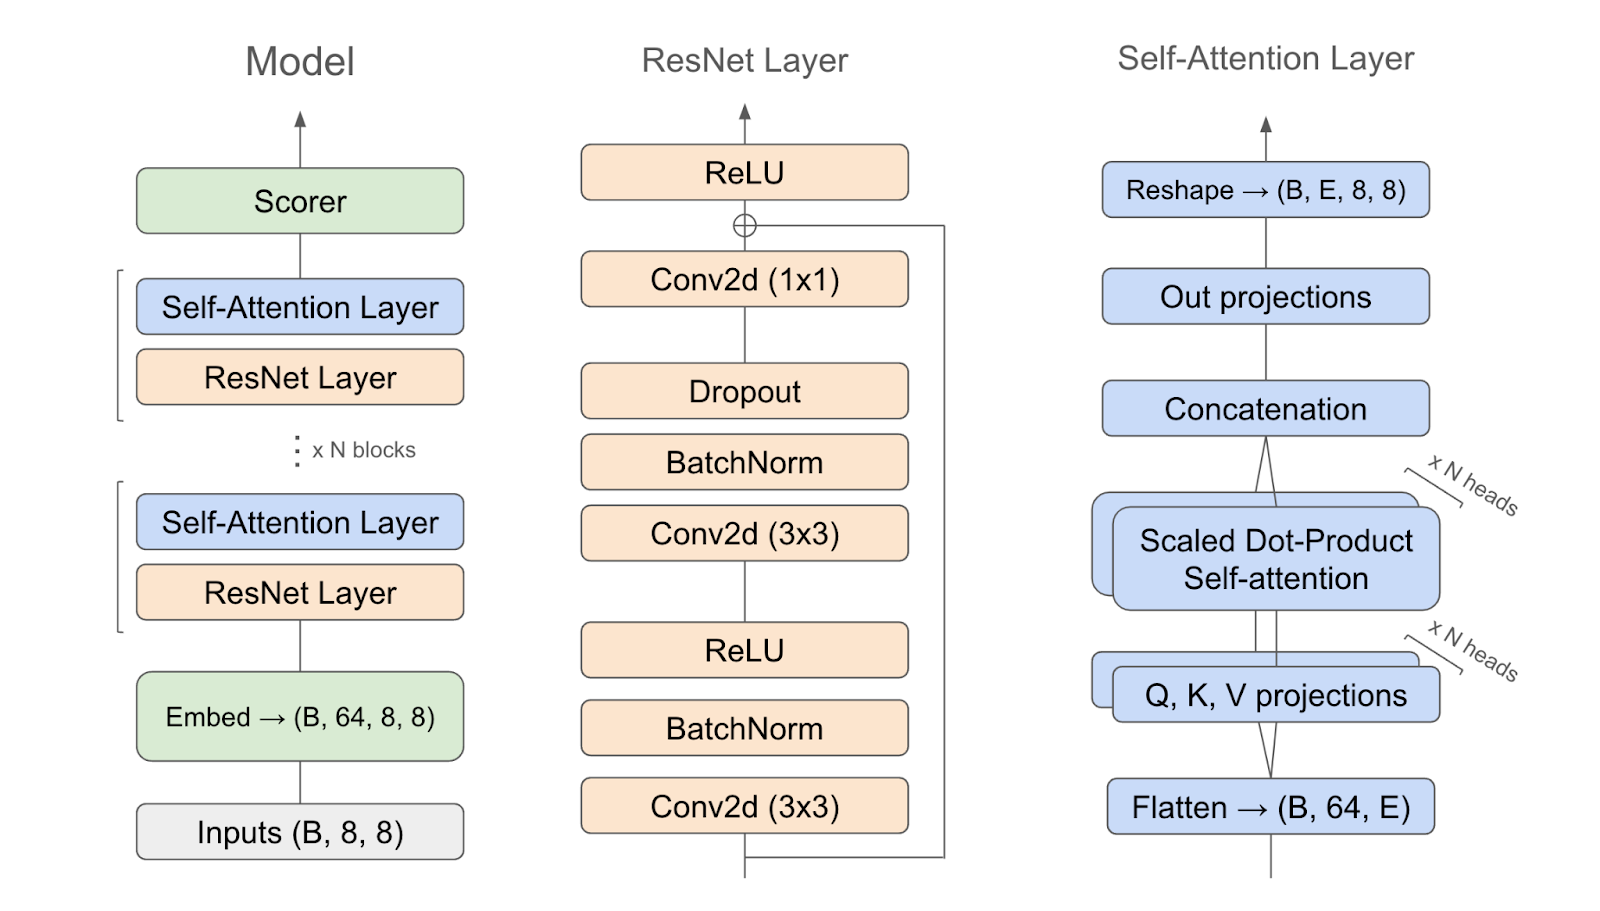 Model
Scorer
Self-Attention Layer
ResNet Layer
x N blocks
Self-Attention Layer
ResNet Layer
Embed → (B, 64, 8, 8)
Inputs (B, 8, 8)
ResNet Layer
ReLU
Conv2d (1x1)
Dropout
BatchNorm
Conv2d (3x3)
ReLU
BatchNorm
Conv2d (3x3)
Self-Attention Layer
Reshape → (B, E, 8, 8)
Out projections
Concatenation
x N heads
Scaled Dot-Product
Self-attention
x N heads
Q, K, V projections
Flatten → (B, 64, E)